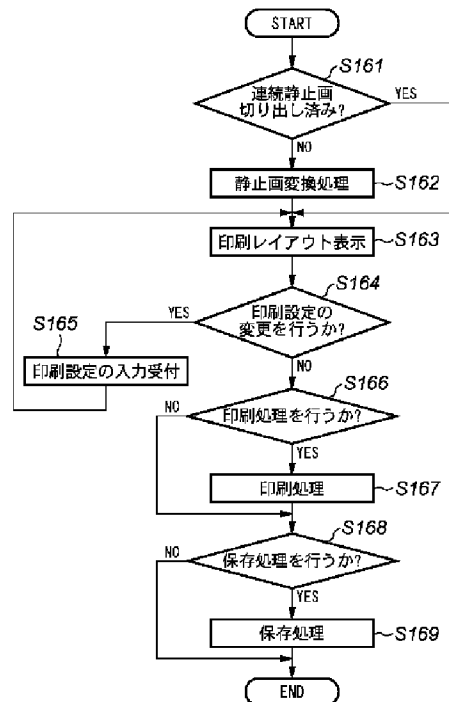 START
S161
連続静止画
切り出し済み?
YES
NO
静止画変換処理
S162
印刷レイアウト表示
S163
S164
印刷設定の
変更を行うか?
YES
S165
印刷設定の入力受付
NO
S166
印刷処理を行うか?
NO
YES
印刷処理
S167
S168
保存処理を行うか?
NO
YES
保存処理
S169
END